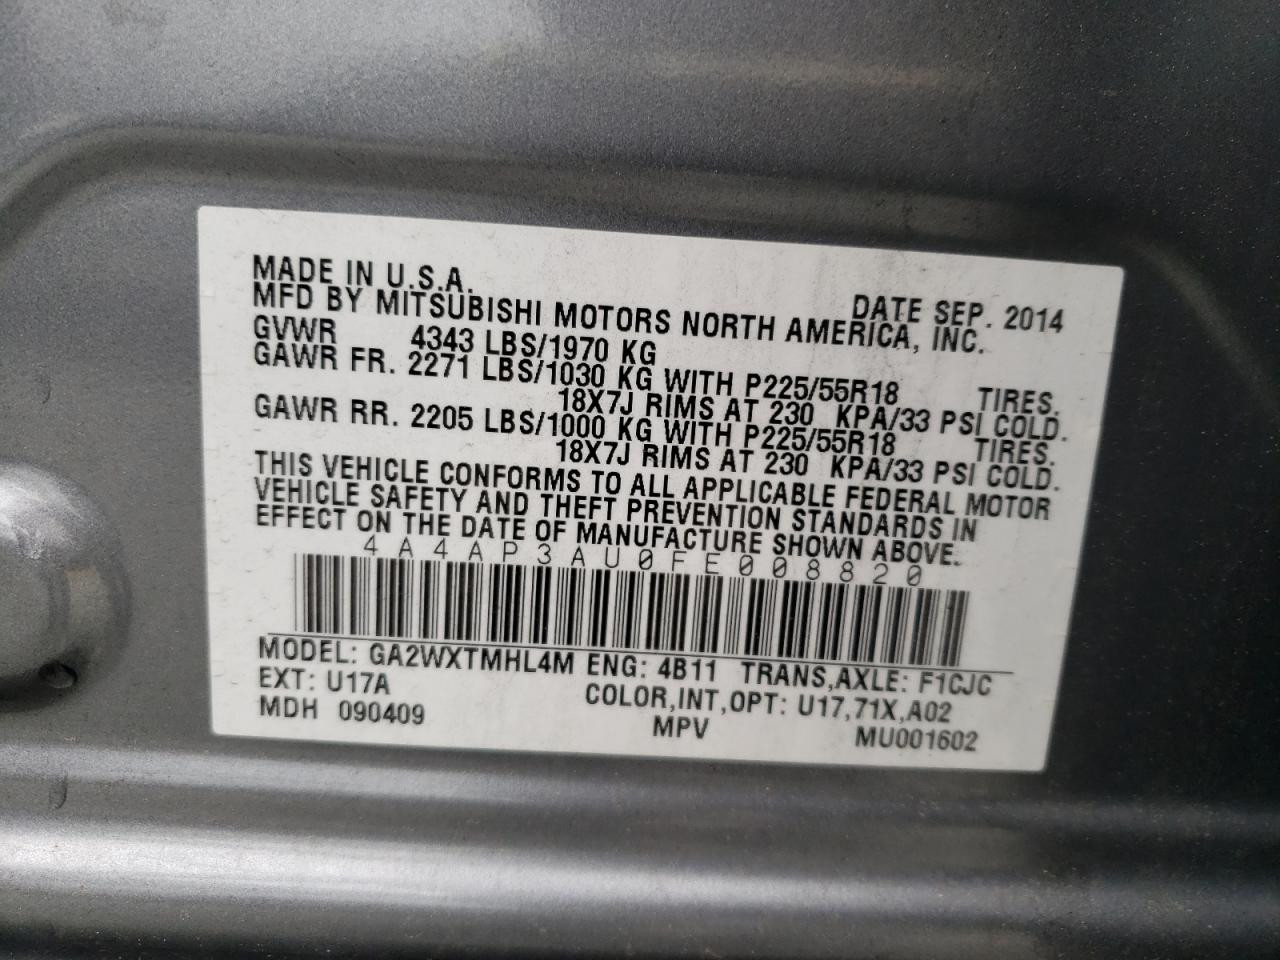 MADE IN U.S.A. DATE SEP. 2014
MFD BY MITSUBISHI MOTORS NORTH AMERICA, INC.
GVWR 4343 LBS/1970 KG
GAWR FR. 2271 LBS/1030 KG WITH P225/55R18 TIRES.
18X7J RIMS AT 230 KPA/33 PSI COLD.
GAWR RR. 2205 LBS/1000 KG WITH P225/55R18 TIRES.
18X7J RIMS AT 230 KPA/33 PSI COLD.
THIS VEHICLE CONFORMS TO ALL APPLICABLE FEDERAL MOTOR
VEHICLE SAFETY AND THEFT PREVENTION STANDARDS IN
EFFECT ON THE DATE OF MANUFACTURE SHOWN ABOVE.
4A4AP3AU0FE008820
MODEL: GA2WXTMHL4M ENG: 4B11 TRANS,AXLE: F1CJC
EXT: U17A COLOR,INT,OPT: U17,71X,A02
MDH 090409 MPV MU001602